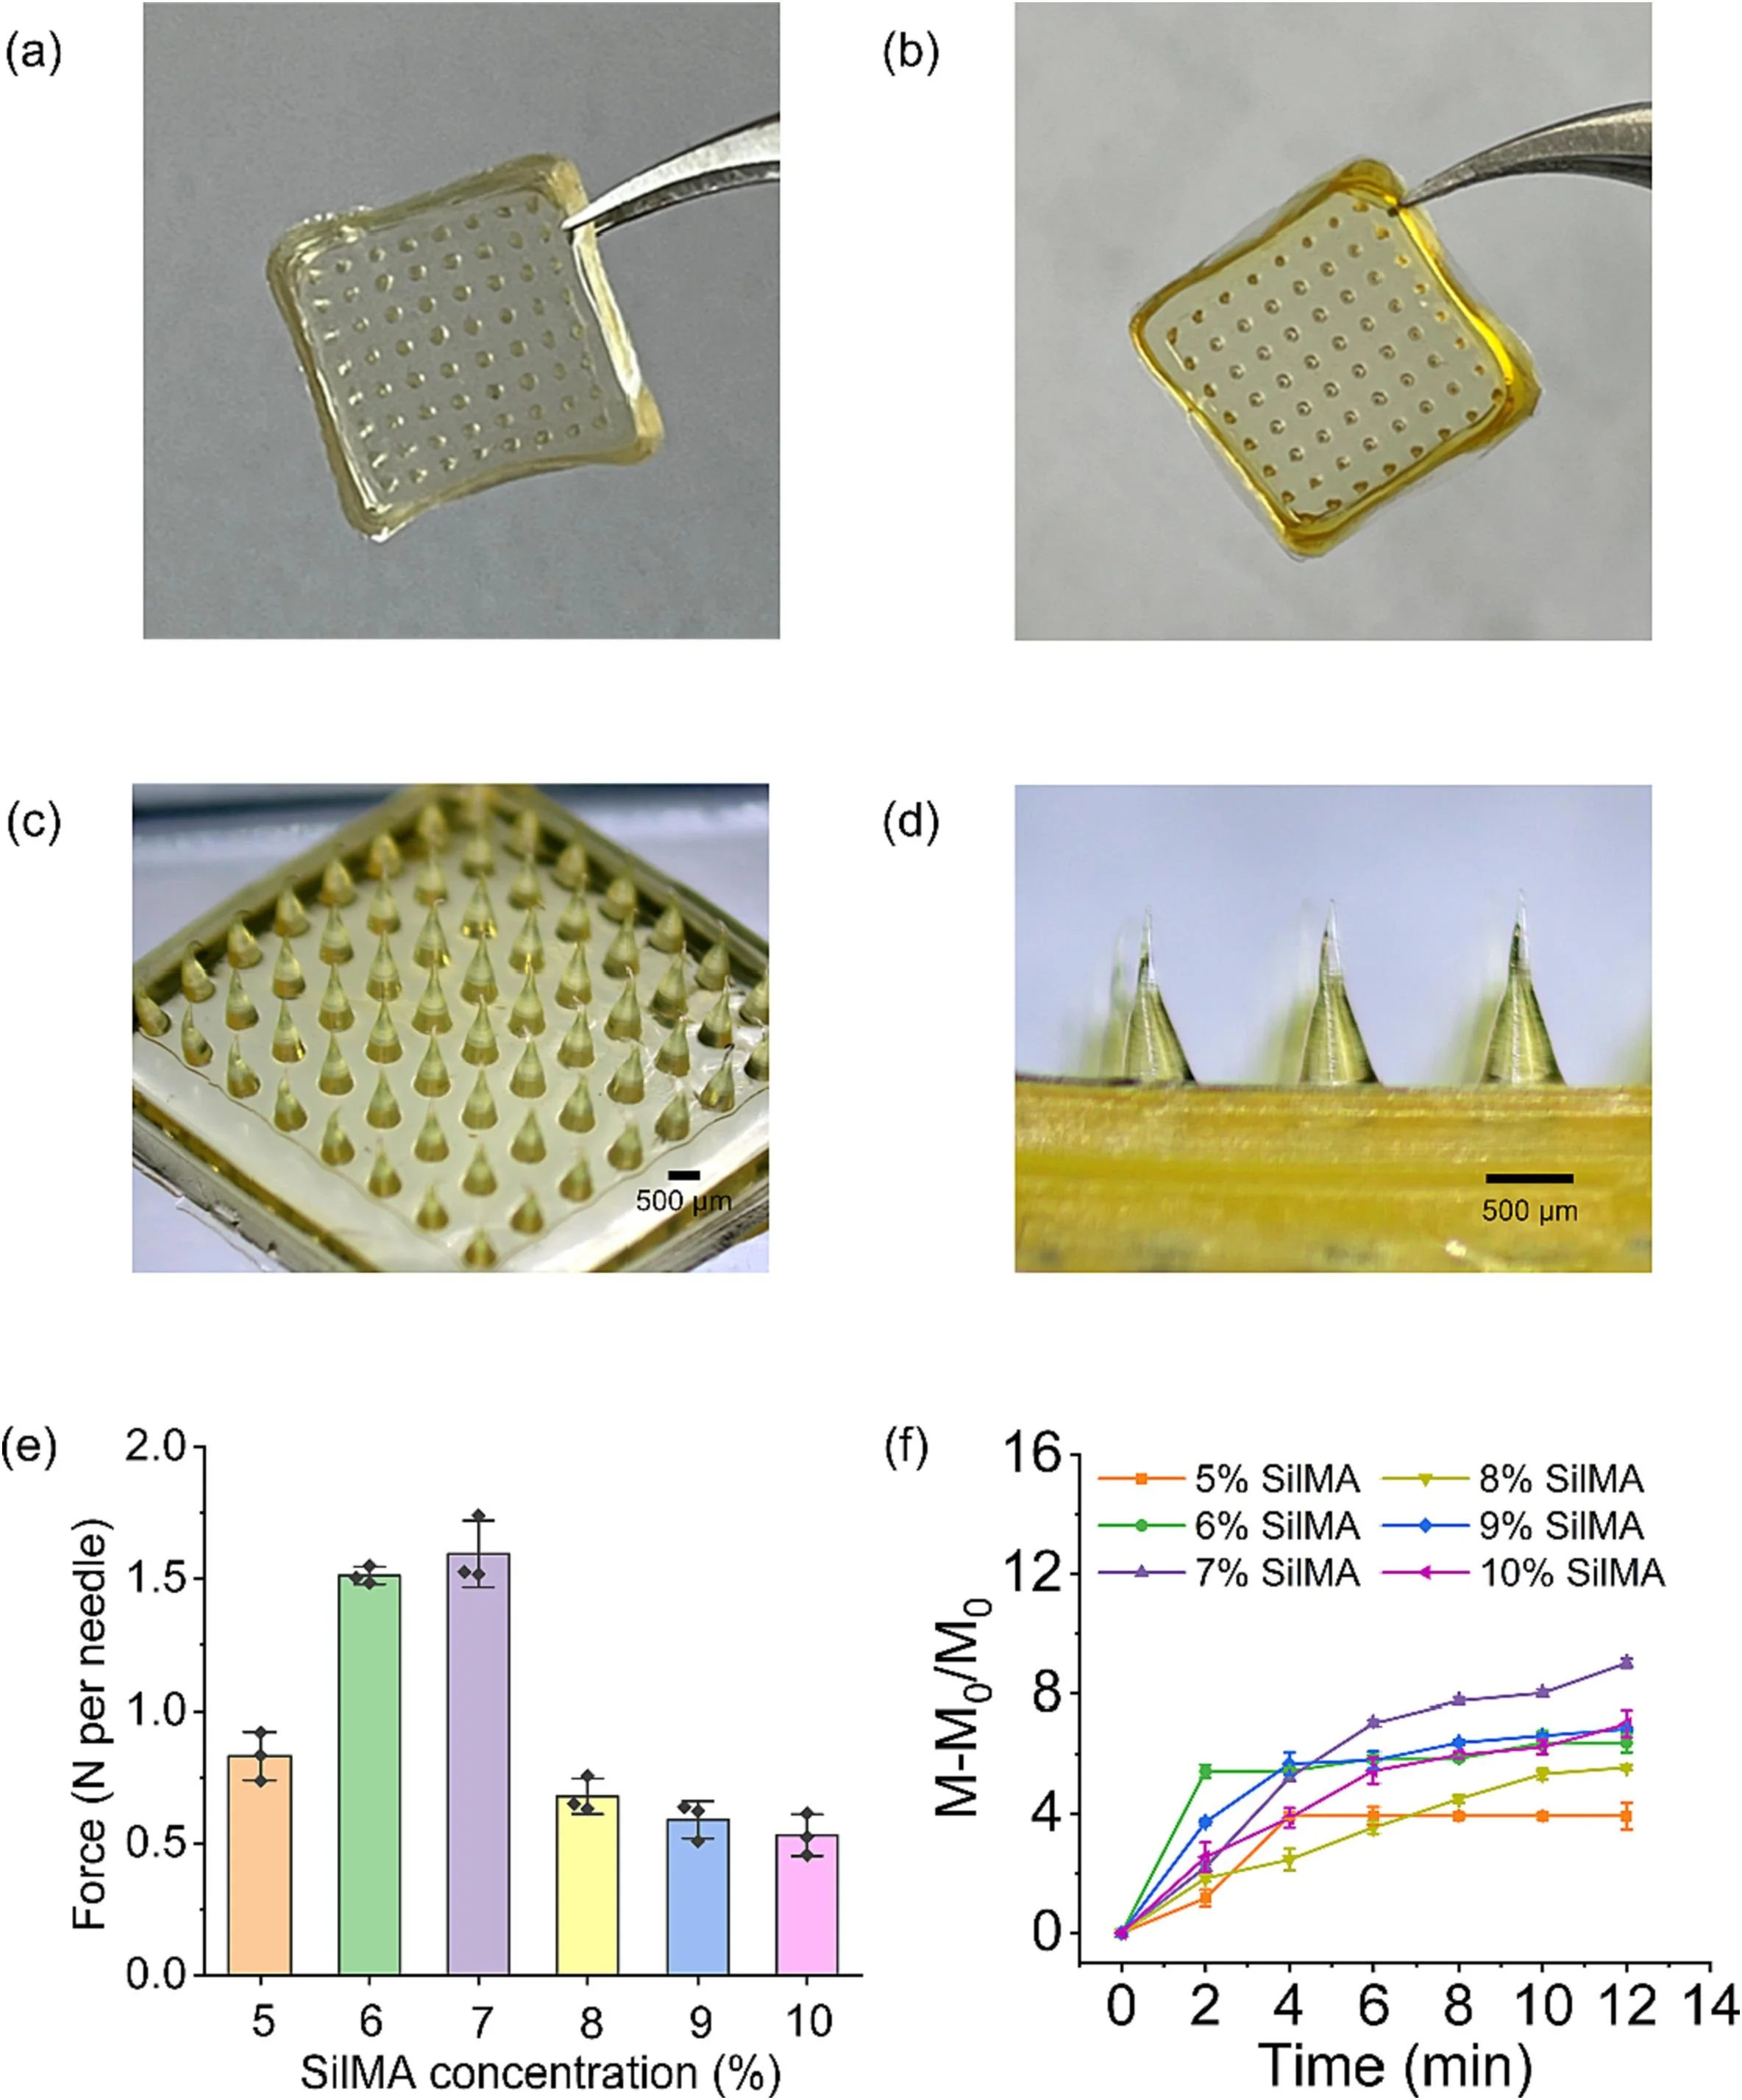 (a)
(b)
(c)
500 µm
(d)
500 µm
(e)
2.0
1.5
1.0
0.5
0.0
Force (N per needle)
5 6 7 8 9 10
SilMA concentration (%)
(f)
16
12
8
4
0
M-M₀/M₀
5% SilMA 8% SilMA
6% SilMA 9% SilMA
7% SilMA 10% SilMA
0 2 4 6 8 10 12 14
Time (min)